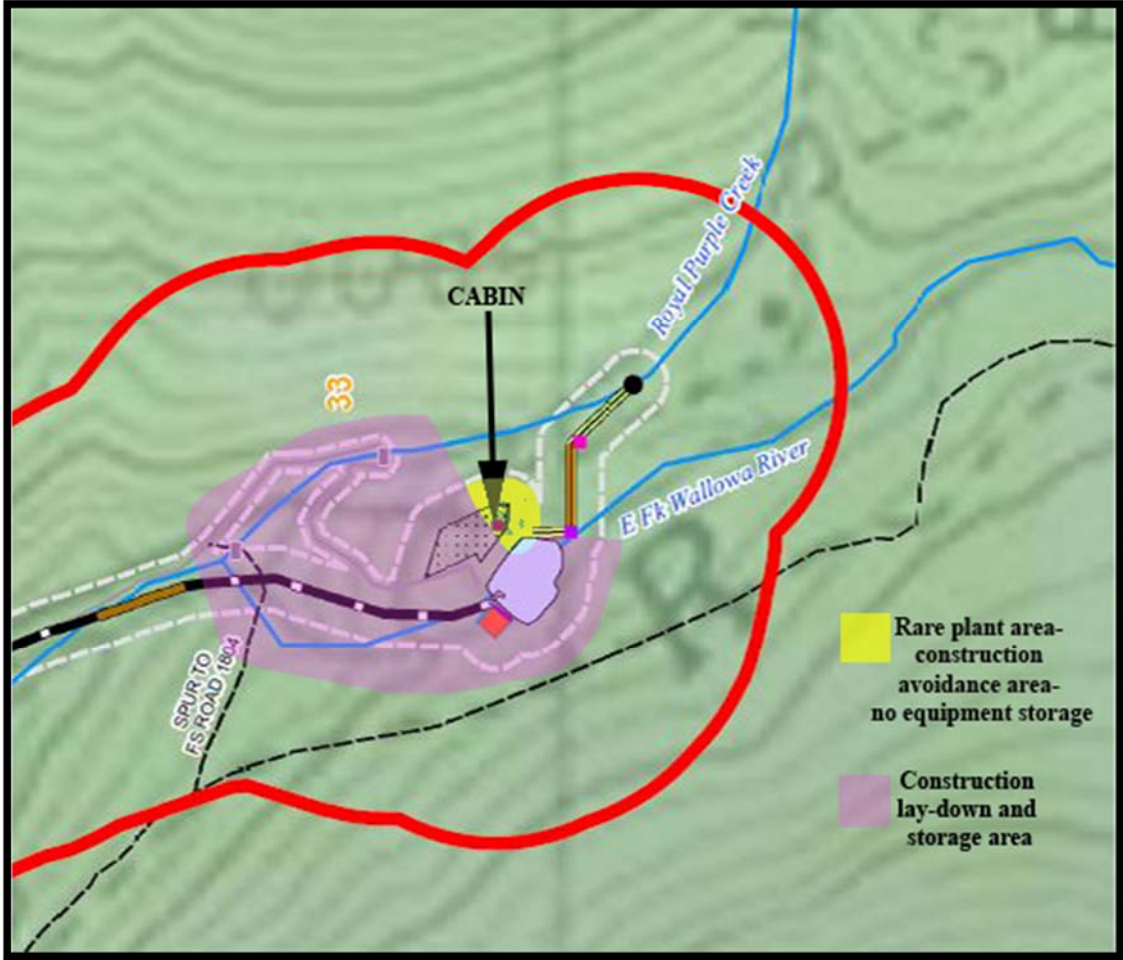 Royal Purple Creek
CABIN
33
E Fk Wallowa River
SPUR TO
FS ROAD 1804
Rare plant area-
construction
avoidance area-
no equipment storage
Construction
lay-down and
storage area